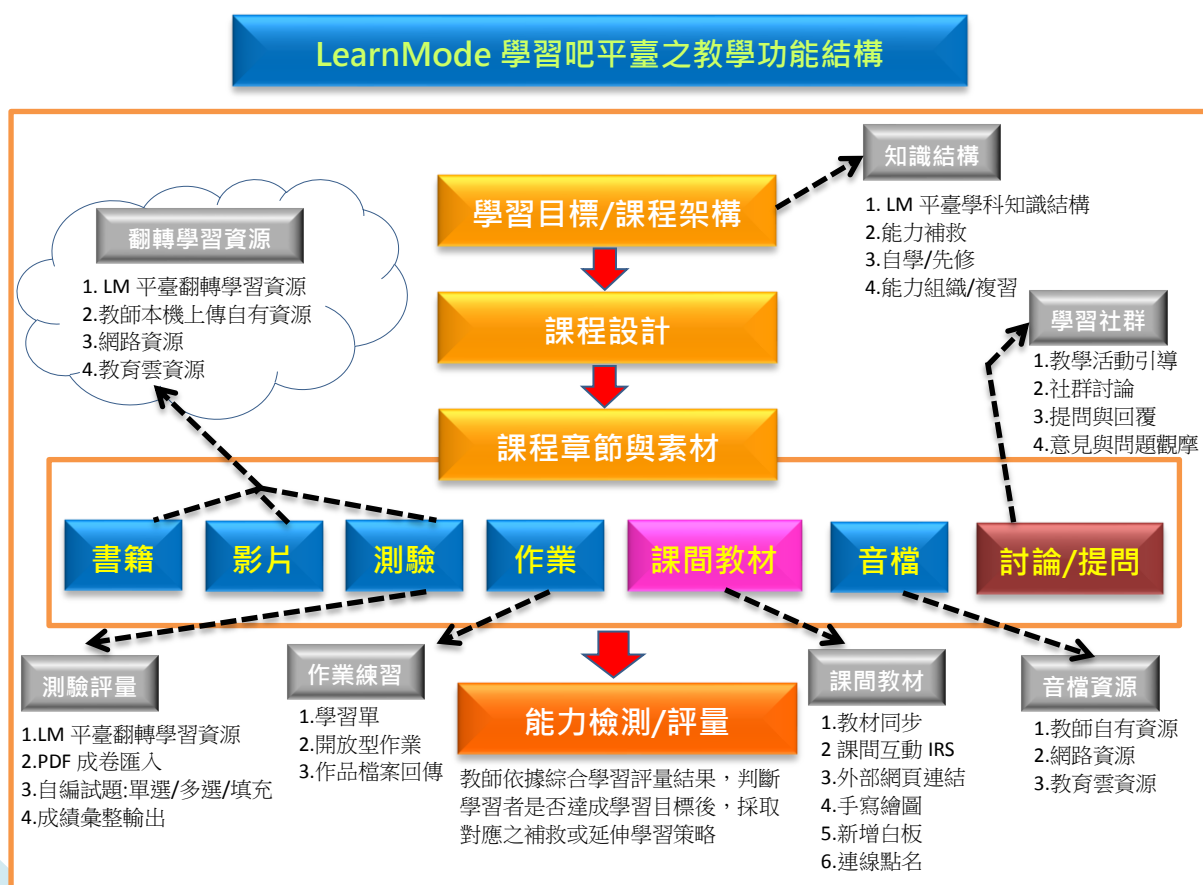 LearnMode 學習吧平臺之教學功能結構
知識結構
1. LM 平臺學科知識結構
2.能力補救
3.自學/先修
4.能力組織/複習
學習目標/課程架構
翻轉學習資源
1. LM 平臺翻轉學習資源
2.教師本機上傳自有資源
3.網路資源
4.教育雲資源
課程設計
學習社群
1.教學活動引導
2.社群討論
3.提問與回覆
4.意見與問題觀摩
課程章節與素材
書籍
影片
測驗
作業
課間教材
音檔
討論/提問
測驗評量
1.LM 平臺翻轉學習資源
2.PDF 成卷匯入
3.自編試題:單選/多選/填充
4.成績彙整輸出
作業練習
1.學習單
2.開放型作業
3.作品檔案回傳
能力檢測/評量
教師依據綜合學習評量結果，判斷
學習者是否達成學習目標後，採取
對應之補救或延伸學習策略
課間教材
1.教材同步
2 課間互動 IRS
3.外部網頁連結
4.手寫繪圖
5.新增白板
6.連線點名
音檔資源
1.教師自有資源
2.網路資源
3.教育雲資源